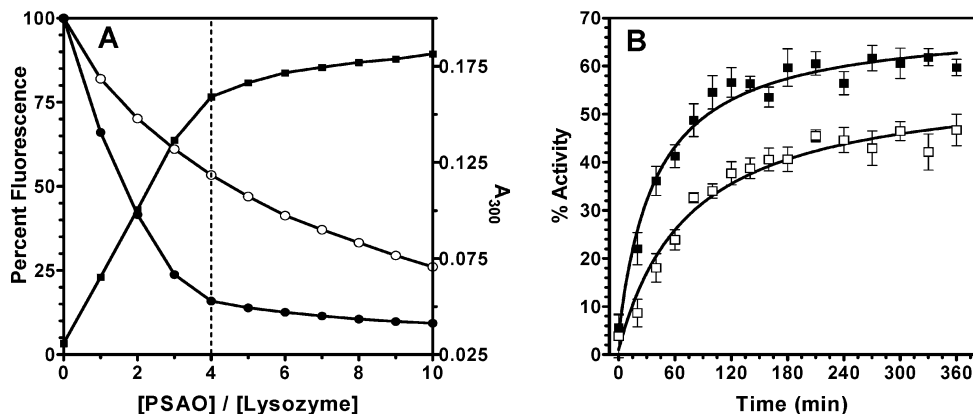 A
100
75
50
25
0
Percent Fluorescence
0.175
0.125
0.075
0.025
A300
0 2 4 6 8 10
[PSAO] / [Lysozyme]
B
70
60
50
40
30
20
10
0
% Activity
0 60 120 180 240 300 360
Time (min)